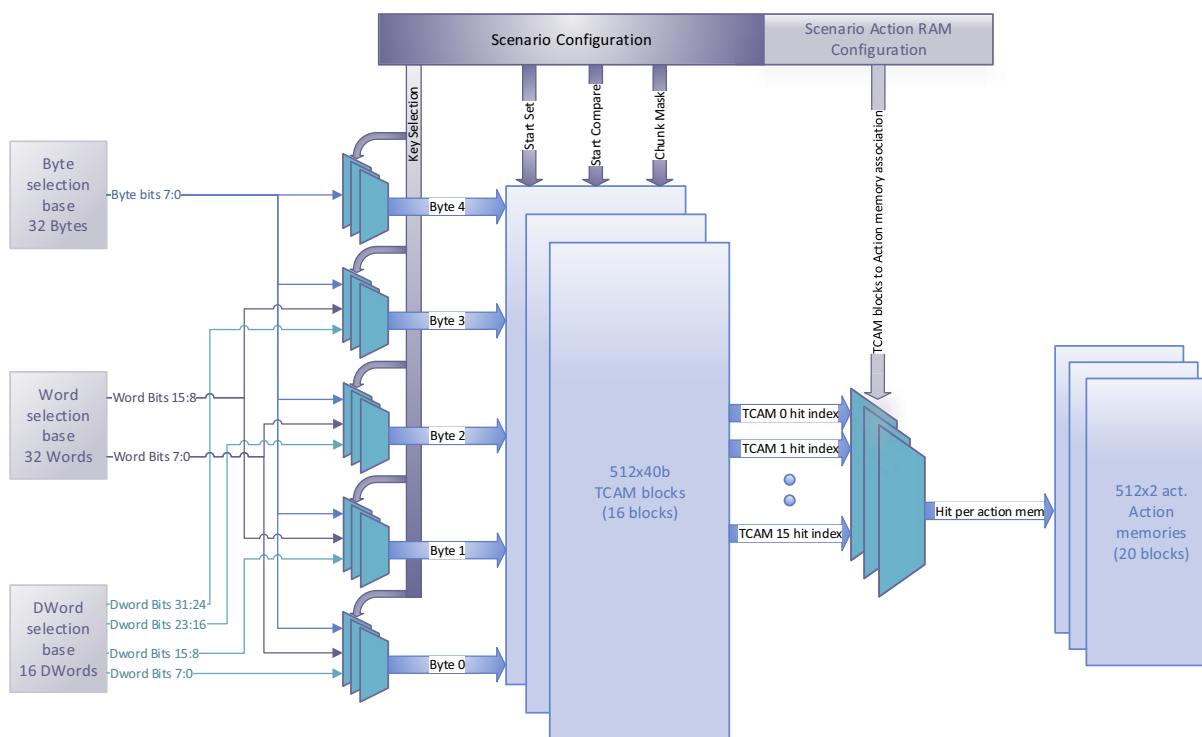 Scenario Configuration
Scenario Action RAM
Configuration
Key Selection
Start Set
Start Compare
Chunk Mask
TCAM blocks to Action memory association
Byte
selection
base
32 Bytes
Byte bits 7:0
Byte 4
Byte 3
Word
selection
base
32 Words
Word Bits 15:8
Word Bits 7:0
Byte 2
Byte 1
DWord
selection
base
16 DWords
Dword Bits 31:24
Dword Bits 23:16
Dword Bits 15:8
Dword Bits 7:0
Byte 0
512x40b
TCAM blocks
(16 blocks)
TCAM 0 hit index
TCAM 1 hit index
TCAM 15 hit index
Hit per action mem
512x2 act.
Action
memories
(20 blocks)